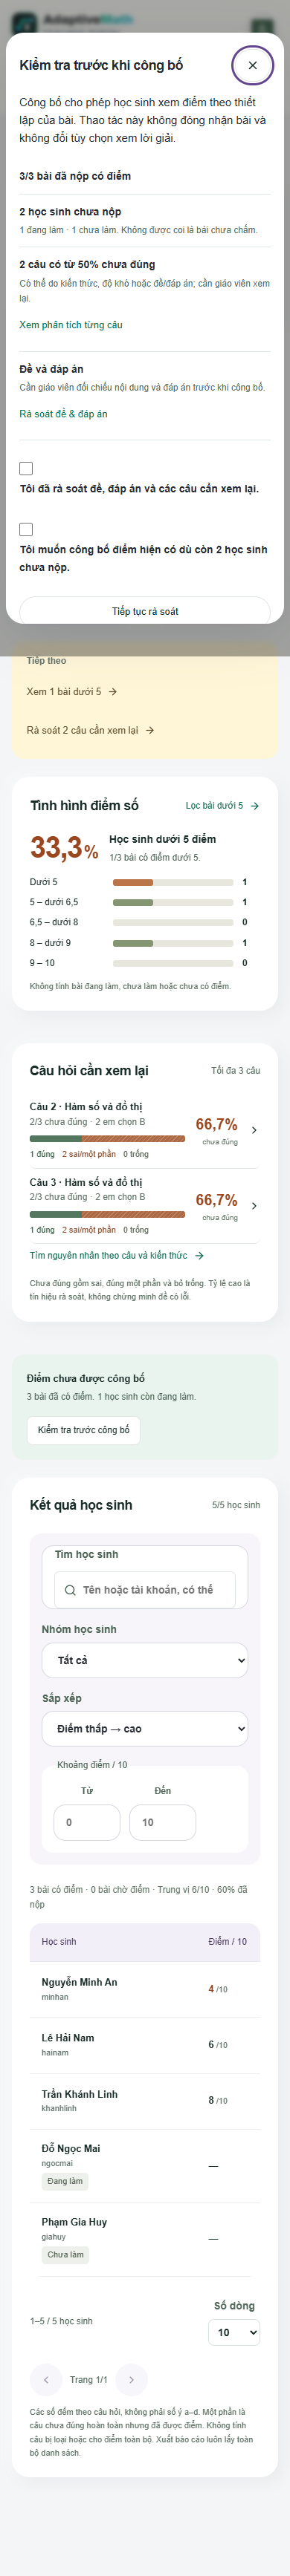 AdaptiveMath
Kiểm tra trước khi công bố
Công bố cho phép học sinh xem điểm theo thiết
lập của bài. Thao tác này không đóng nhận bài và
không đổi tùy chọn xem lời giải.
3/3 bài đã nộp có điểm
2 học sinh chưa nộp
1 đang làm · 1 chưa làm. Không được coi là bài chưa chấm.
2 câu có từ 50% chưa đúng
Có thể do kiến thức, độ khó hoặc đề/đáp án; cần giáo viên xem
lại.
Xem phân tích từng câu
Đề và đáp án
Cần giáo viên đối chiếu nội dung và đáp án trước khi công bố.
Rà soát đề & đáp án
Tôi đã rà soát đề, đáp án và các câu cần xem lại.
Tôi muốn công bố điểm hiện có dù còn 2 học sinh
chưa nộp.
Tiếp tục rà soát
Tiếp theo
Xem 1 bài dưới 5 →
Rà soát 2 câu cần xem lại →
Tình hình điểm số
Lọc bài dưới 5 →
33,3%
Học sinh dưới 5 điểm
1/3 bài có điểm dưới 5.
Dưới 5 1
5 – dưới 6,5 1
6,5 – dưới 8 0
8 – dưới 9 1
9 – 10 0
Không tính bài đang làm, chưa làm hoặc chưa có điểm.
Câu hỏi cần xem lại
Tối đa 3 câu
Câu 2 · Hàm số và đồ thị
2/3 chưa đúng · 2 em chọn B
1 đúng 2 sai/một phần 0 trống
66,7%
chưa đúng
Câu 3 · Hàm số và đồ thị
2/3 chưa đúng · 2 em chọn B
1 đúng 2 sai/một phần 0 trống
66,7%
chưa đúng
Tìm nguyên nhân theo câu và kiến thức →
Chưa đúng gồm sai, đúng một phần và bỏ trống. Tỷ lệ cao là
tín hiệu rà soát, không chứng minh đề có lỗi.
Điểm chưa được công bố
3 bài đã có điểm. 1 học sinh còn đang làm.
Kiểm tra trước công bố
Kết quả học sinh
5/5 học sinh
Tìm học sinh
Tên hoặc tài khoản, có thể
Nhóm học sinh
Tất cả
Sắp xếp
Điểm thấp → cao
Khoảng điểm / 10
Từ Đến
0 10
3 bài có điểm · 0 bài chờ điểm · Trung vị 6/10 · 60% đã
nộp
Học sinh Điểm / 10
Nguyễn Minh An
minhan
4 /10
Lê Hải Nam
hainam
6 /10
Trần Khánh Linh
khanhlinh
8 /10
Đỗ Ngọc Mai
ngocmai
Đang làm
—
Phạm Gia Huy
giahuy
Chưa làm
—
1–5 / 5 học sinh
Số dòng
10
Trang 1/1
Các số đếm theo câu hỏi, không phải số ý a–d. Một phần là
câu chưa đúng hoàn toàn nhưng đã được điểm. Không tính
câu bị loại hoặc cho điểm toàn bộ. Xuất báo cáo luôn lấy toàn
bộ danh sách.